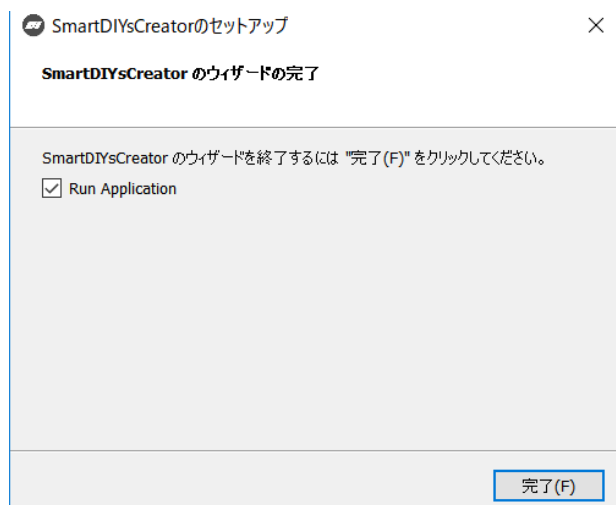 SmartDIYsCreatorのセットアップ
SmartDIYsCreator のウィザードの完了
SmartDIYsCreator のウィザードを終了するには "完了(F)" をクリックしてください。
Run Application
完了(F)